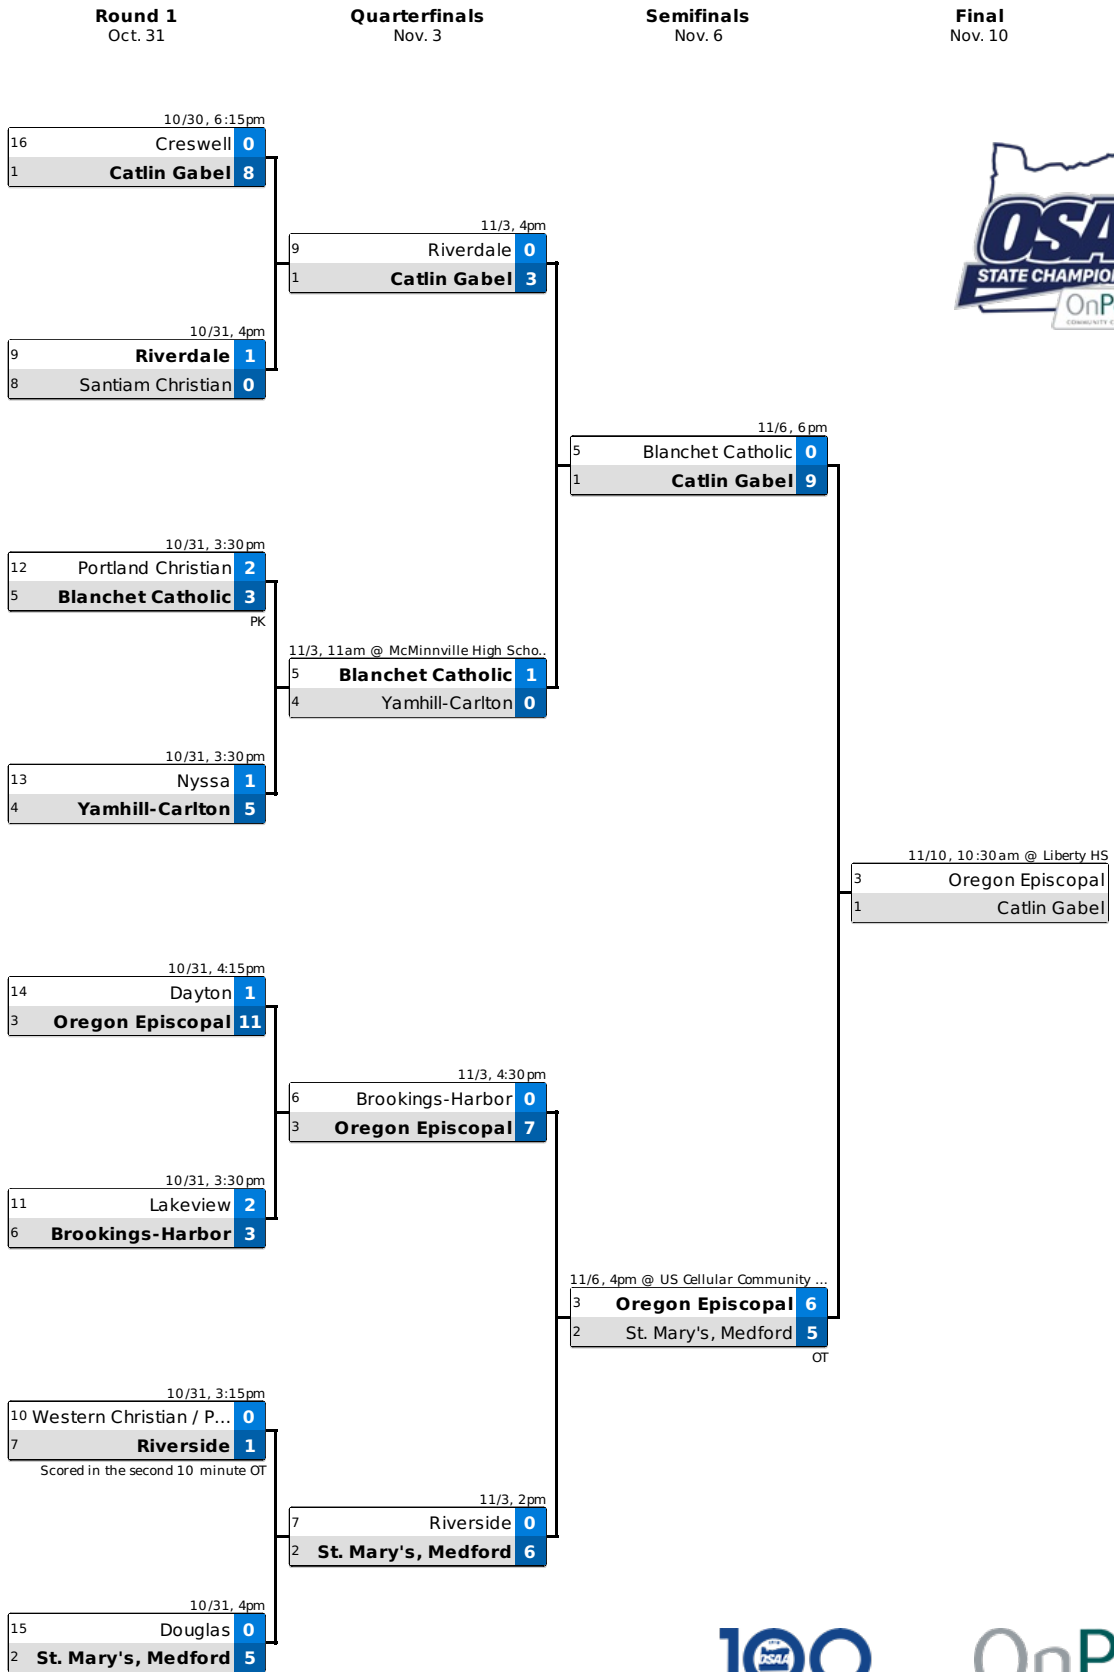 Round 1
Oct. 31
Quarterfinals
Nov. 3
Semifinals
Nov. 6
Final
Nov. 10
10/30, 6:15pm
16 Creswell 0
1 Catlin Gabel 8
10/31, 4pm
9 Riverdale 1
8 Santiam Christian 0
10/31, 3:30pm
12 Portland Christian 2
5 Blanchet Catholic 3
PK
10/31, 3:30pm
13 Nyssa 1
4 Yamhill-Carlton 5
10/31, 4:15pm
14 Dayton 1
3 Oregon Episcopal 11
10/31, 3:30pm
11 Lakeview 2
6 Brookings-Harbor 3
10/31, 3:15pm
10 Western Christian / P... 0
7 Riverside 1
Scored in the second 10 minute OT
10/31, 4pm
15 Douglas 0
2 St. Mary's, Medford 5
11/3, 4pm
9 Riverdale 0
1 Catlin Gabel 3
11/3, 11am @ McMinnville High Scho..
5 Blanchet Catholic 1
4 Yamhill-Carlton 0
11/3, 4:30pm
6 Brookings-Harbor 0
3 Oregon Episcopal 7
11/3, 2pm
7 Riverside 0
2 St. Mary's, Medford 6
11/6, 6pm
5 Blanchet Catholic 0
1 Catlin Gabel 9
11/6, 4pm @ US Cellular Community ...
3 Oregon Episcopal 6
2 St. Mary's, Medford 5
OT
11/10, 10:30am @ Liberty HS
3 Oregon Episcopal
1 Catlin Gabel
OSA
STATE CHAMPIO
OnP
COMMUNITY C
100
OSAA
OnP